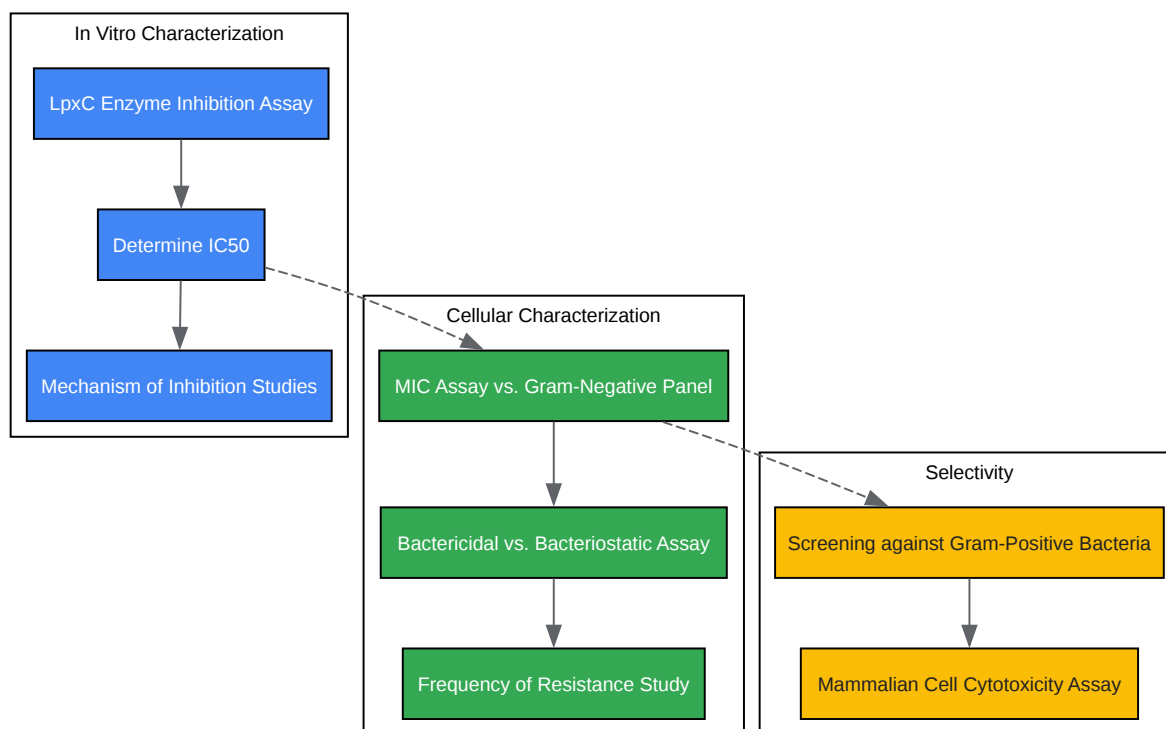 In Vitro Characterization
LpxC Enzyme Inhibition Assay
Determine IC50
Mechanism of Inhibition Studies
Cellular Characterization
MIC Assay vs. Gram-Negative Panel
Bactericidal vs. Bacteriostatic Assay
Frequency of Resistance Study
Selectivity
Screening against Gram-Positive Bacteria
Mammalian Cell Cytotoxicity Assay